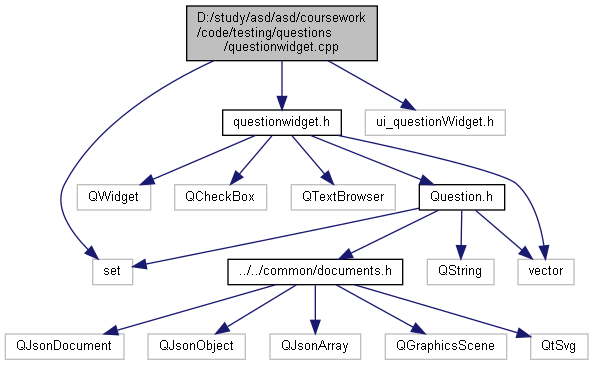 D:/study/asd/asd/coursework
/code/testing/questions
/questionwidget.cpp
questionwidget.h
ui_questionWidget.h
QWidget
QCheckBox
QTextBrowser
Question.h
set
../../common/documents.h
QString
vector
QJsonDocument
QJsonObject
QJsonArray
QGraphicsScene
QtSvg